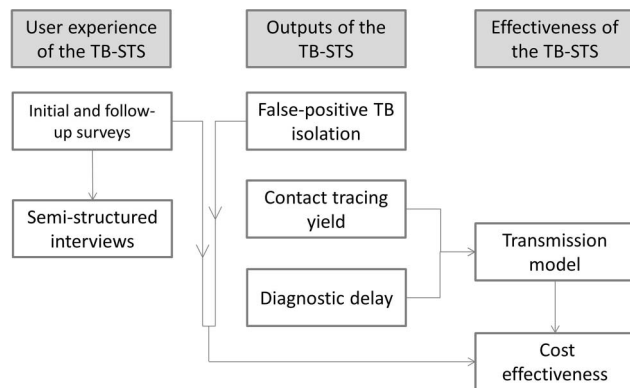 User experience
of the TB-STS
Outputs of the
TB-STS
Effectiveness of
the TB-STS
Initial and follow-
up surveys
False-positive TB
isolation
Semi-structured
interviews
Contact tracing
yield
Transmission
model
Diagnostic delay
Cost
effectiveness